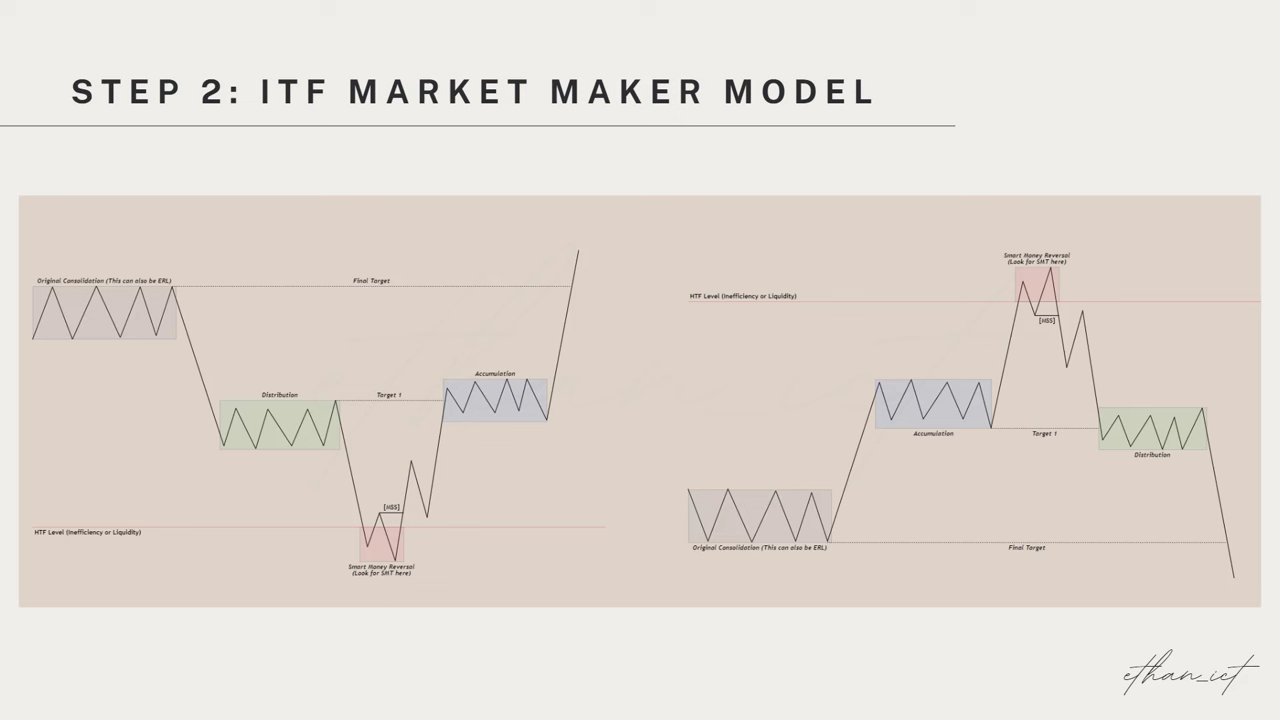 STEP 2: ITF MARKET MAKER MODEL
Original Consolidation (This can also be ERL)
Final Target
Distribution
Target 1
Accumulation
[MSS]
HTF Level (Inefficiency or Liquidity)
Smart Money Reversal
(Look for SMT here)
Smart Money Reversal
(Look for SMT here)
HTF Level (Inefficiency or Liquidity)
[MSS]
Accumulation
Target 1
Distribution
Original Consolidation (This can also be ERL)
Final Target
ethan_ict